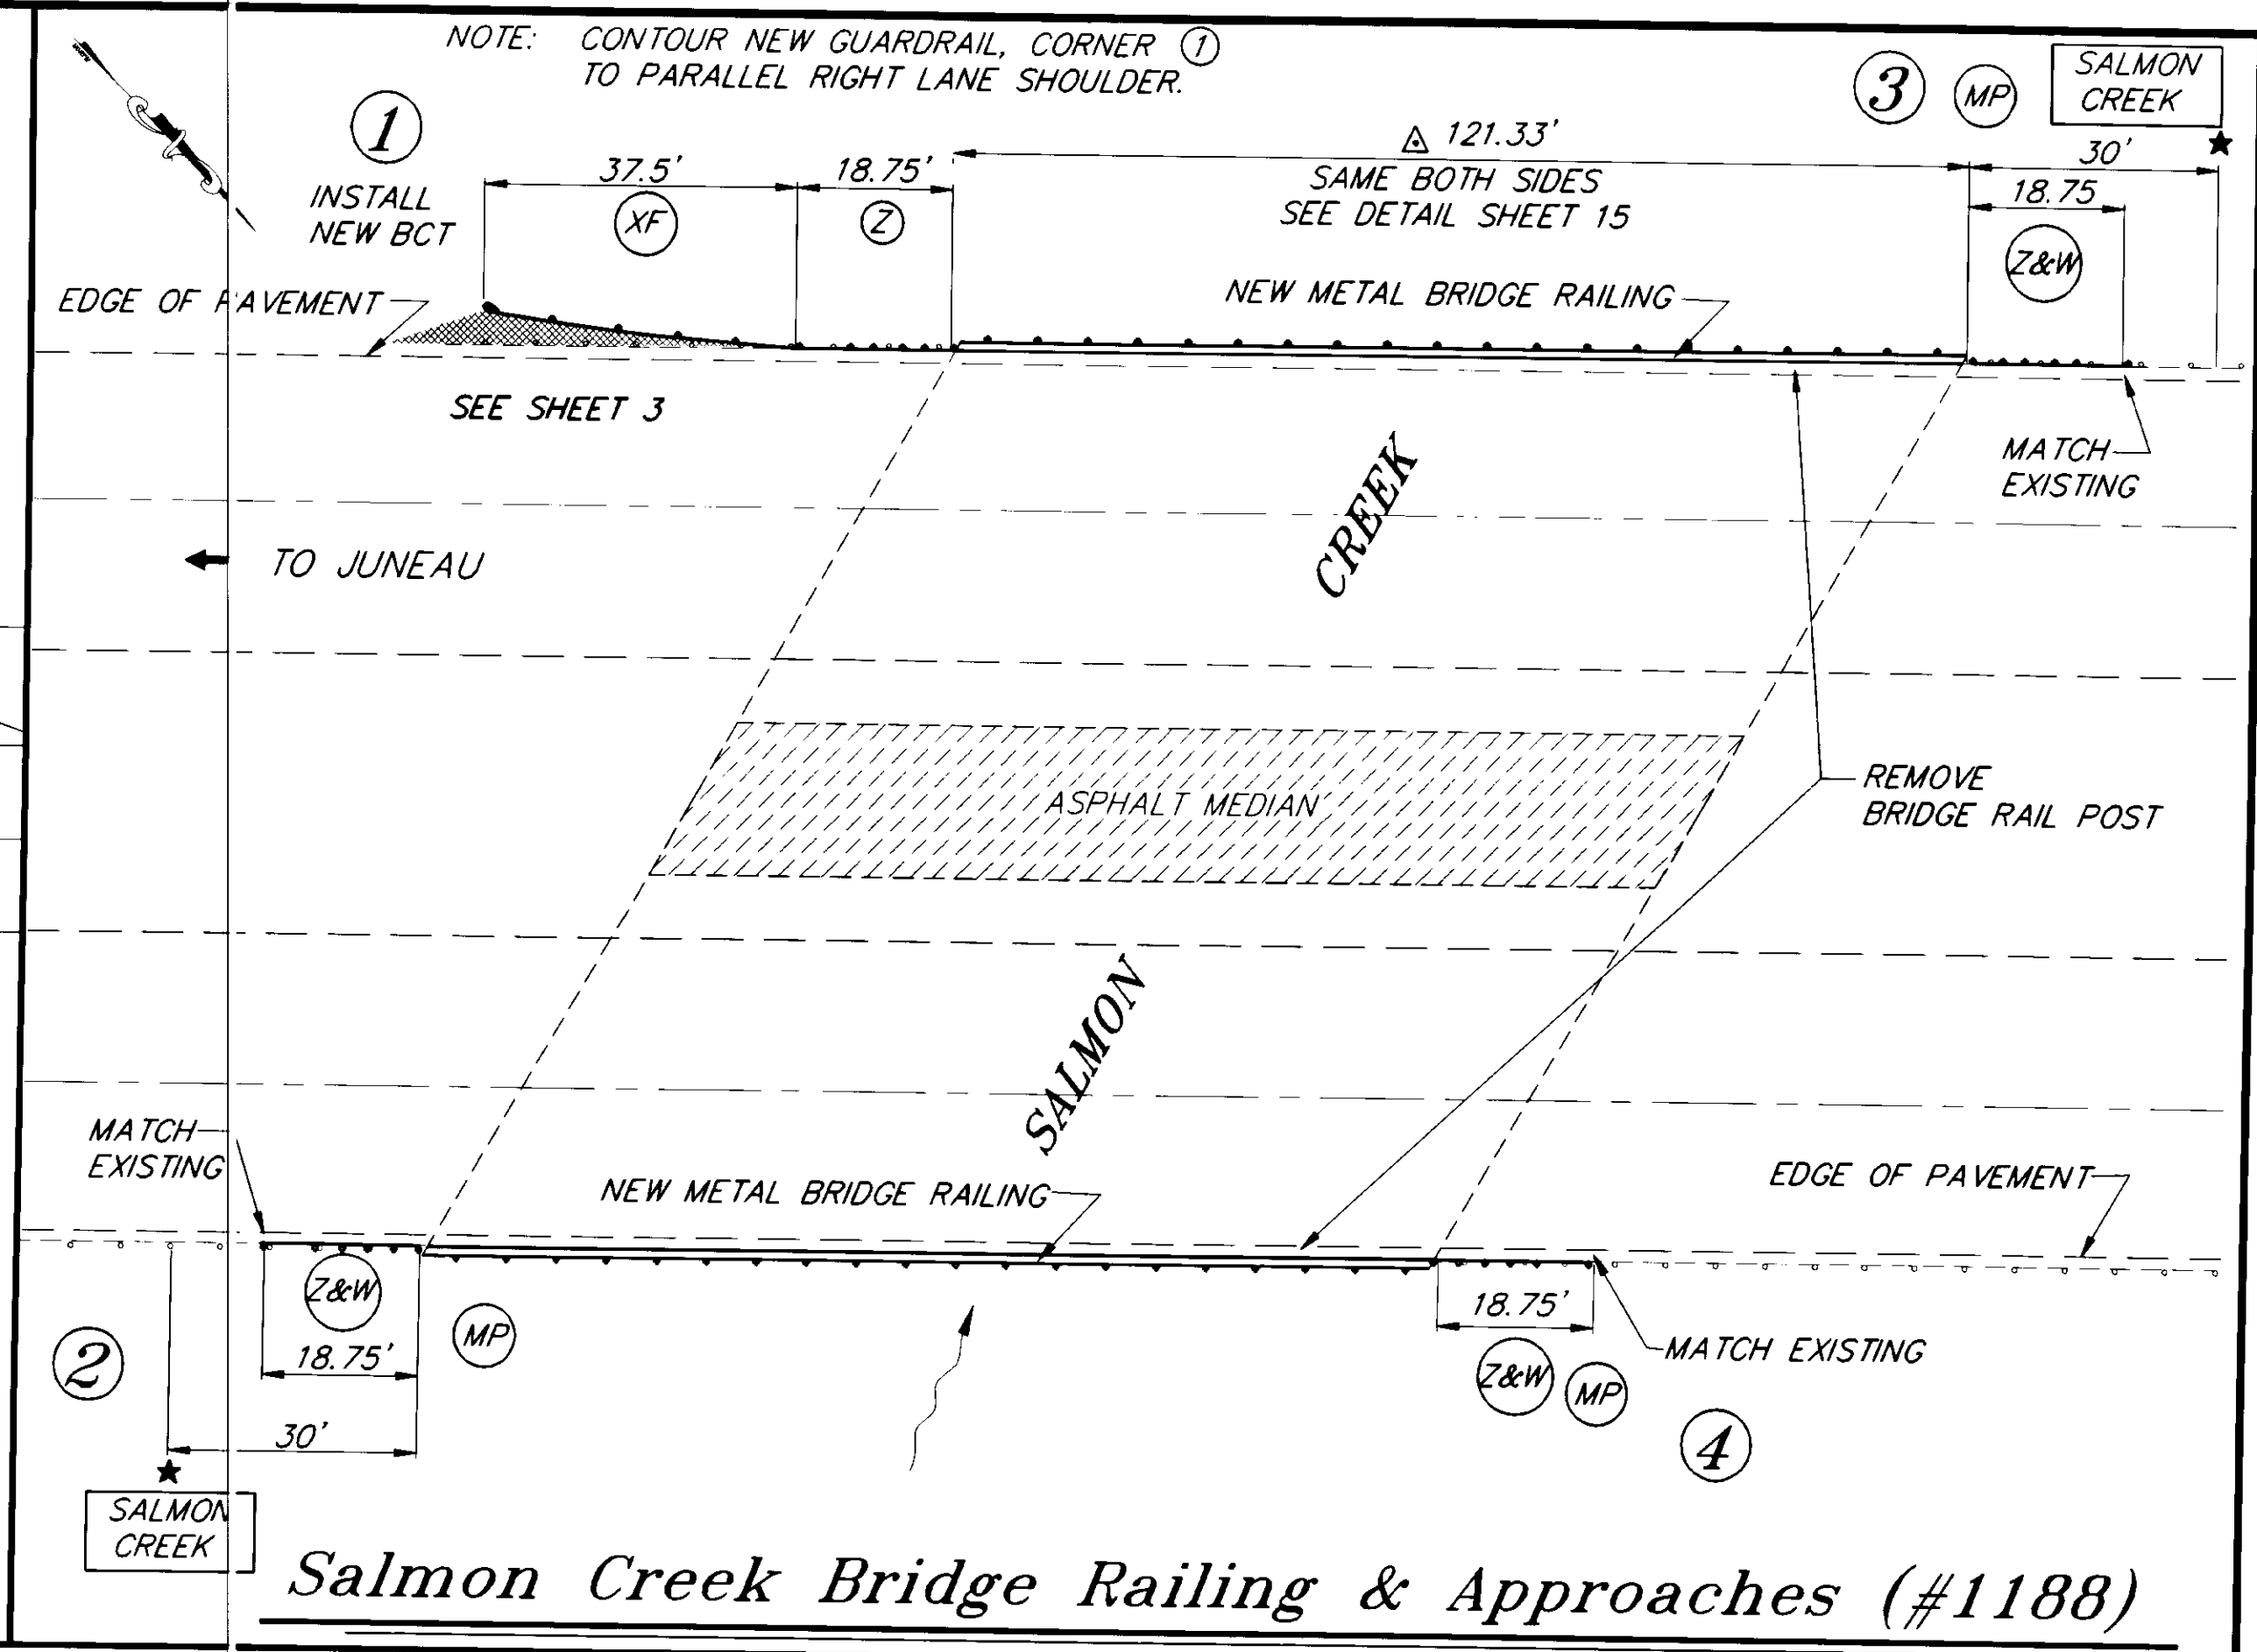 NOTE: CONTOUR NEW GUARDRAIL, CORNER 1
TO PARALLEL RIGHT LANE SHOULDER.
1
INSTALL
NEW BCT
37.5'
XF
18.75'
Z
121.33'
SAME BOTH SIDES
SEE DETAIL SHEET 15
3
MP
SALMON
CREEK
30'
18.75
Z&W
EDGE OF PAVEMENT
NEW METAL BRIDGE RAILING
SEE SHEET 3
MATCH
EXISTING
TO JUNEAU
CREEK
ASPHALT MEDIAN
REMOVE
BRIDGE RAIL POST
SALMON
MATCH
EXISTING
NEW METAL BRIDGE RAILING
EDGE OF PAVEMENT
Z&W
MP
18.75'
2
30'
SALMON
CREEK
18.75'
MATCH EXISTING
Z&W
MP
4
Salmon Creek Bridge Railing & Approaches (#1188)